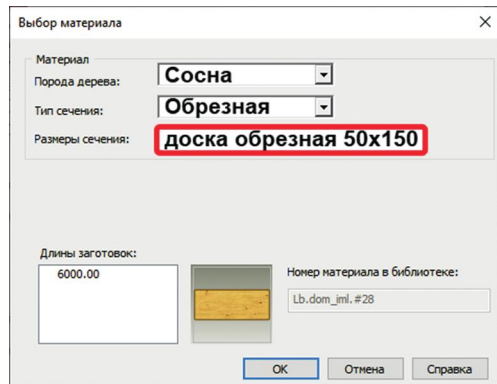 Выбор материала
Материал
Порода дерева: Сосна
Тип сечения: Обрезная
Размеры сечения: доска обрезная 50х150
Длины заготовок:
6000.00
Номер материала в библиотеке:
Lb.dom_iml.#28
OK Отмена Справка